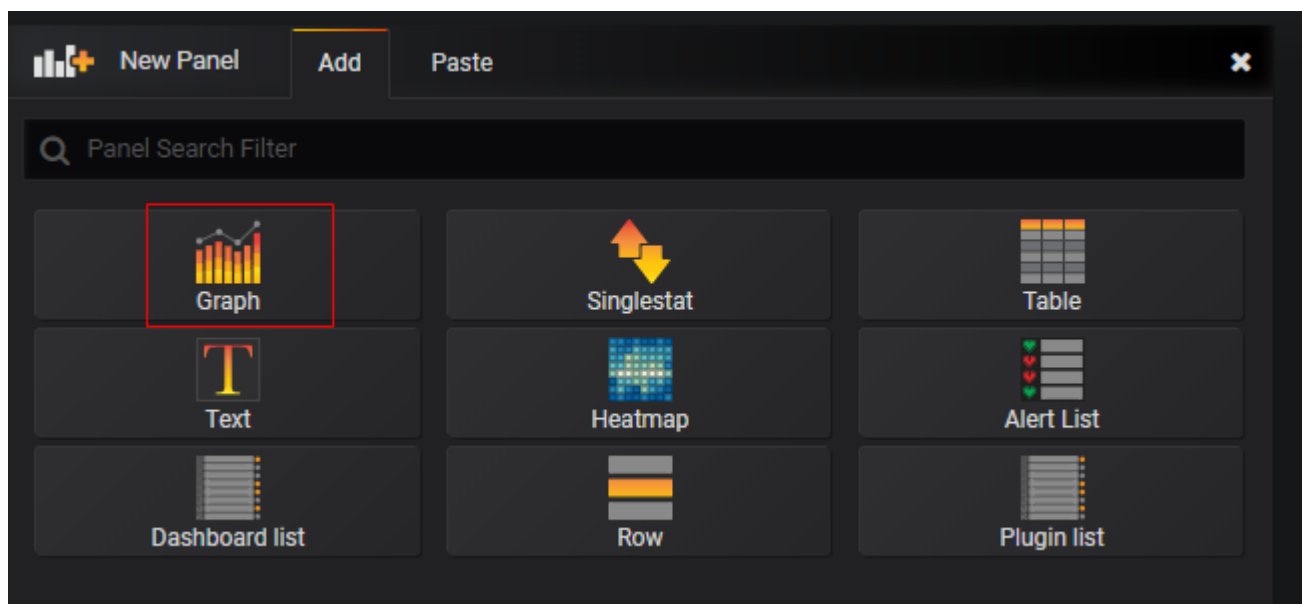 New Panel Add Paste
Panel Search Filter
Graph Singlestat Table
Text Heatmap Alert List
Dashboard list Row Plugin list